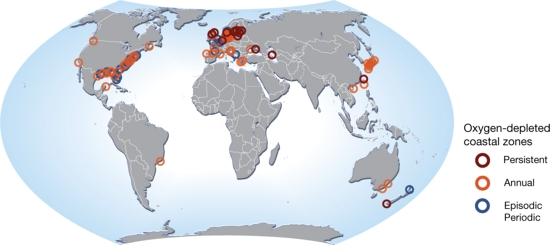 Oxygen-depleted
coastal zones
Persistent
Annual
Episodic
Periodic